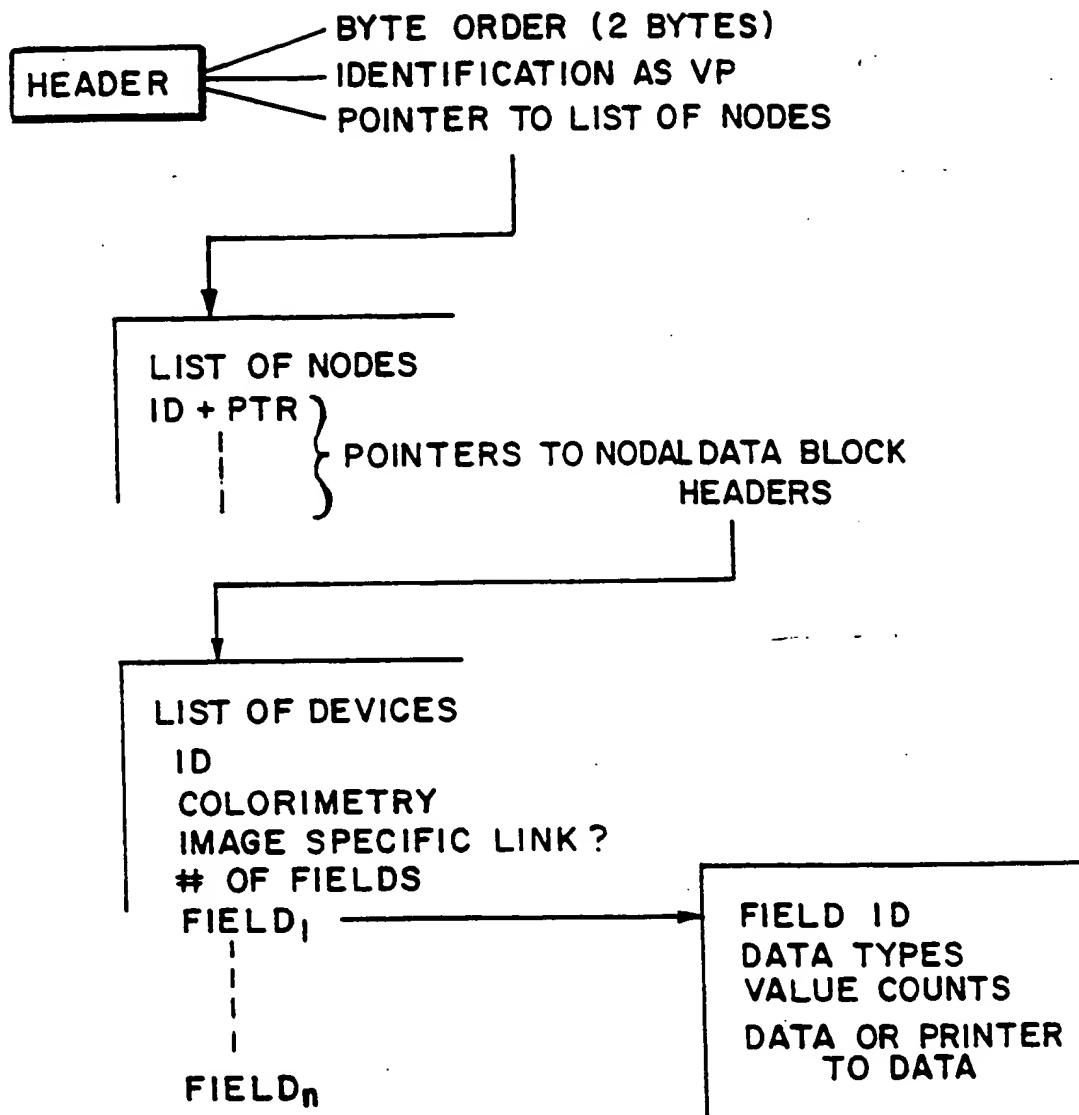 HEADER
BYTE ORDER (2 BYTES)
IDENTIFICATION AS VP
POINTER TO LIST OF NODES
LIST OF NODES
ID + PTR
POINTERS TO NODAL DATA BLOCK
HEADERS
LIST OF DEVICES
ID
COLORIMETRY
IMAGE SPECIFIC LINK?
# OF FIELDS
FIELD₁
FIELDₙ
FIELD ID
DATA TYPES
VALUE COUNTS
DATA OR PRINTER
TO DATA